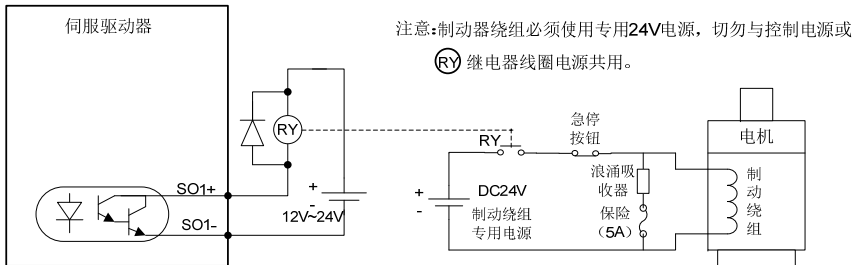 伺服驱动器
注意:制动器绕组必须使用专用24V电源，切勿与控制电源或
RY 继电器线圈电源共用。
RY
SO1+
SO1-
+
-
12V~24V
RY
急停
按钮
+
-
DC24V
制动绕组
专用电源
浪涌吸
收器
保险
（5A）
电机
制
动
绕
组